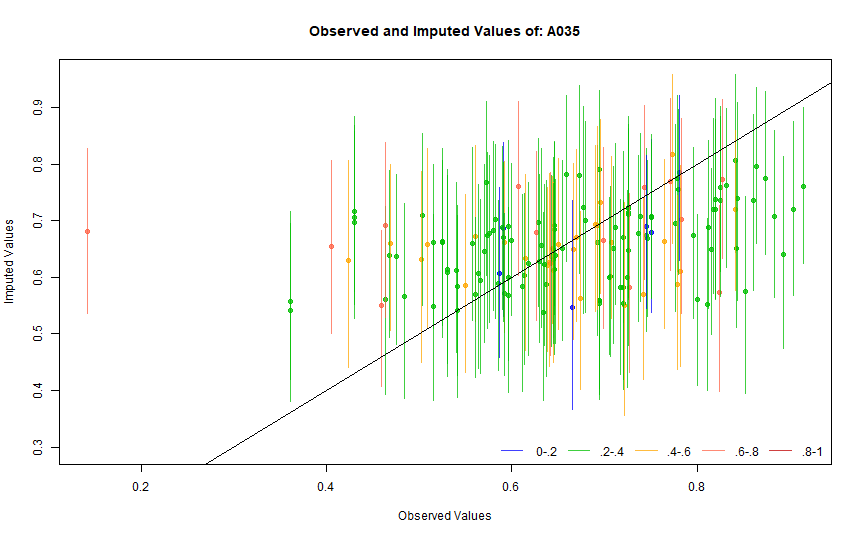 Observed and Imputed Values of: A035
Imputed Values
0.9
0.8
0.7
0.6
0.5
0.4
0.3
0-.2 .2-.4 .4-.6 .6-.8 .8-1
0.2 0.4 0.6 0.8
Observed Values